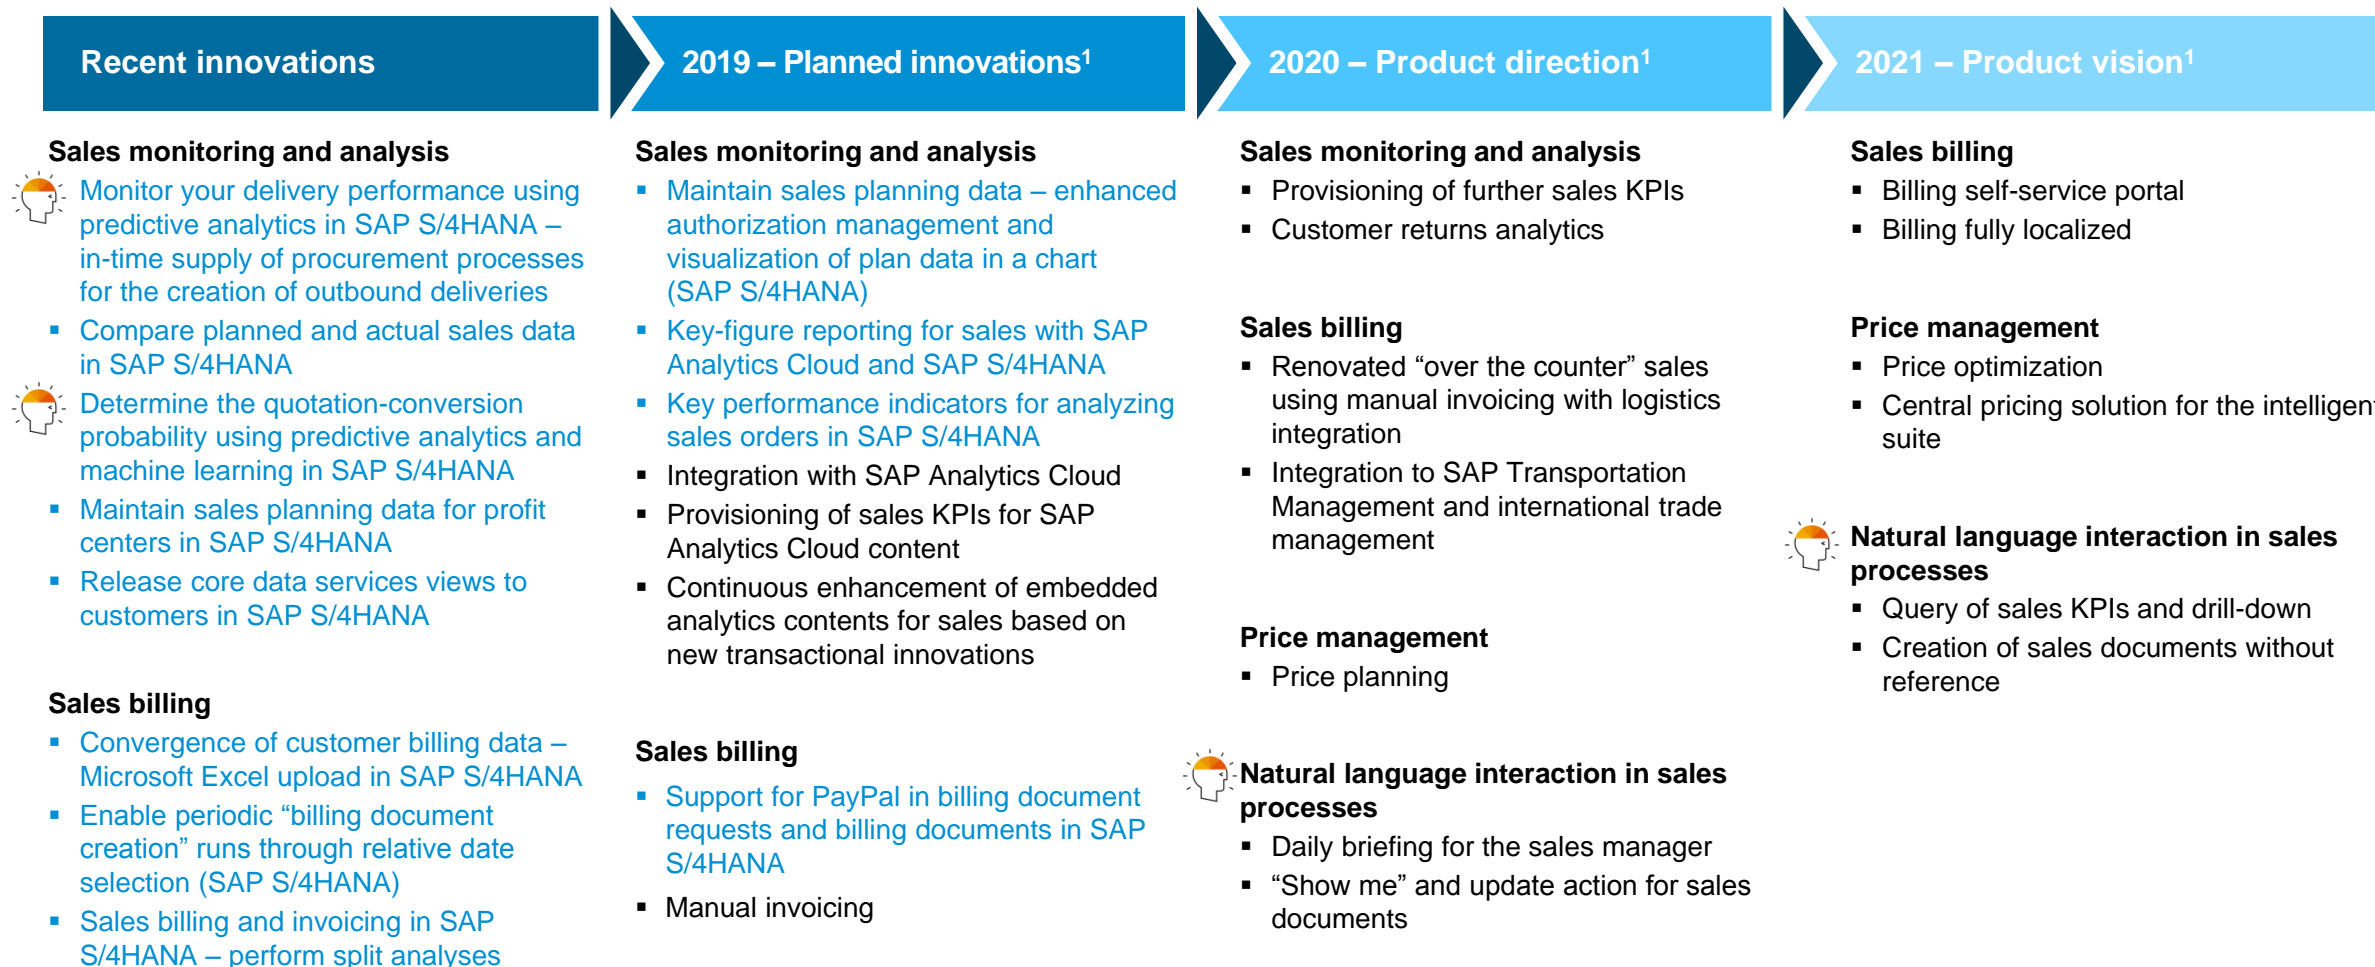 Recent innovations
Sales monitoring and analysis
Monitor your delivery performance using
predictive analytics in SAP S/4HANA –
in-time supply of procurement processes
for the creation of outbound deliveries
▪ Compare planned and actual sales data
in SAP S/4HANA
Determine the quotation-conversion
probability using predictive analytics and
machine learning in SAP S/4HANA
▪ Maintain sales planning data for profit
centers in SAP S/4HANA
▪ Release core data services views to
customers in SAP S/4HANA
Sales billing
▪ Convergence of customer billing data –
Microsoft Excel upload in SAP S/4HANA
▪ Enable periodic “billing document
creation” runs through relative date
selection (SAP S/4HANA)
▪ Sales billing and invoicing in SAP
S/4HANA – perform split analyses
2019 – Planned innovations¹
Sales monitoring and analysis
▪ Maintain sales planning data – enhanced
authorization management and
visualization of plan data in a chart
(SAP S/4HANA)
▪ Key-figure reporting for sales with SAP
Analytics Cloud and SAP S/4HANA
▪ Key performance indicators for analyzing
sales orders in SAP S/4HANA
▪ Integration with SAP Analytics Cloud
▪ Provisioning of sales KPIs for SAP
Analytics Cloud content
▪ Continuous enhancement of embedded
analytics contents for sales based on
new transactional innovations
Sales billing
▪ Support for PayPal in billing document
requests and billing documents in SAP
S/4HANA
▪ Manual invoicing
2020 – Product direction¹
Sales monitoring and analysis
▪ Provisioning of further sales KPIs
▪ Customer returns analytics
Sales billing
▪ Renovated “over the counter” sales
using manual invoicing with logistics
integration
▪ Integration to SAP Transportation
Management and international trade
management
Price management
▪ Price planning
Natural language interaction in sales
processes
▪ Daily briefing for the sales manager
▪ “Show me” and update action for sales
documents
2021 – Product vision¹
Sales billing
▪ Billing self-service portal
▪ Billing fully localized
Price management
▪ Price optimization
▪ Central pricing solution for the intelligent
suite
Natural language interaction in sales
processes
▪ Query of sales KPIs and drill-down
▪ Creation of sales documents without
reference